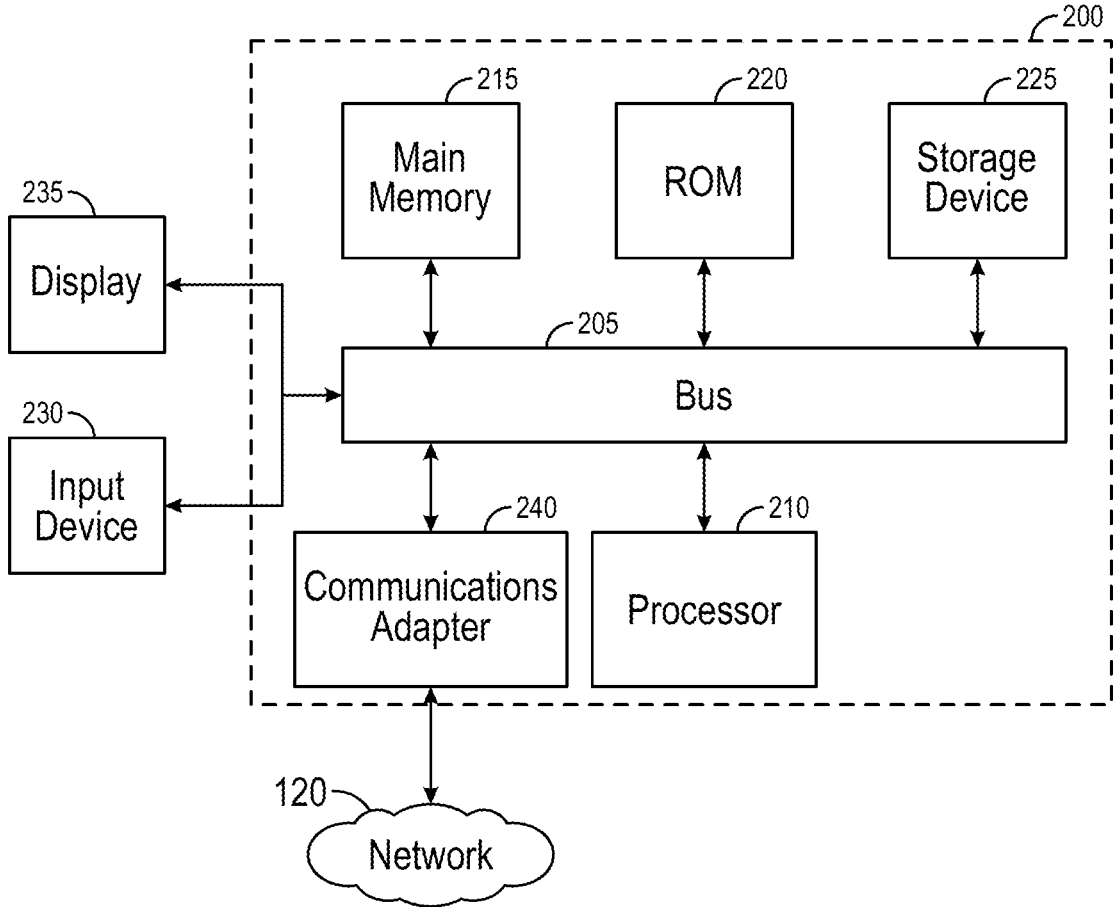 200
215
220
225
Main
Memory
ROM
Storage
Device
235
Display
205
Bus
230
Input
Device
240
210
Communications
Adapter
Processor
120
Network